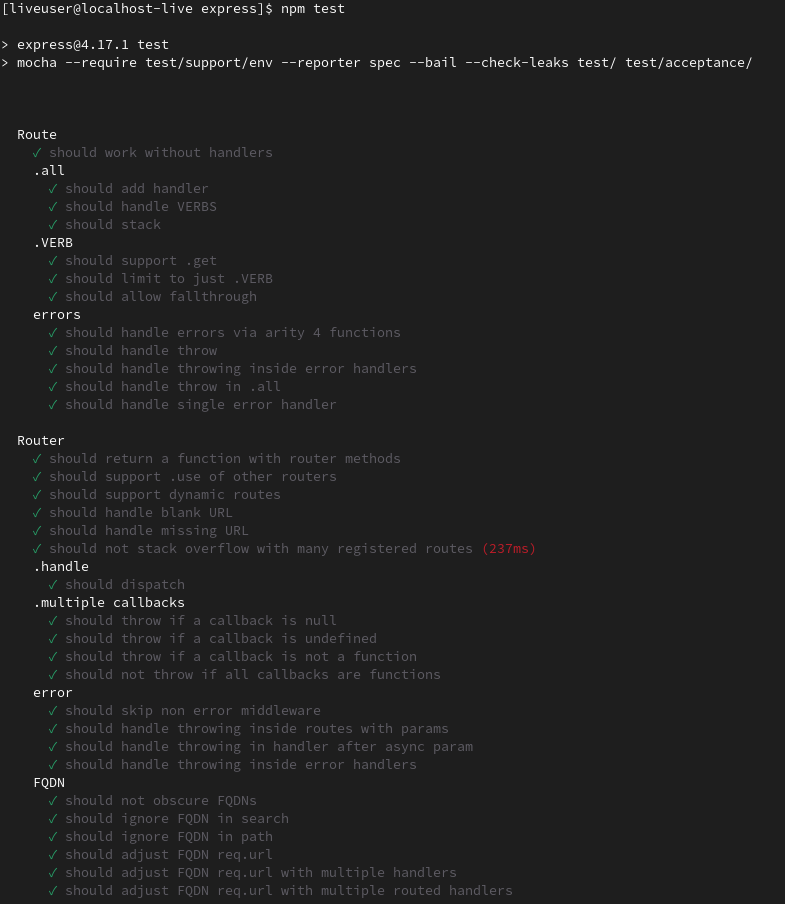 [liveuser@localhost-live express]$ npm test
> express@4.17.1 test
> mocha --require test/support/env --reporter spec --bail --check-leaks test/ test/acceptance/
Route
✓ should work without handlers
.all
✓ should add handler
✓ should handle VERBS
✓ should stack
.VERB
✓ should support .get
✓ should limit to just .VERB
✓ should allow fallthrough
errors
✓ should handle errors via arity 4 functions
✓ should handle throw
✓ should handle throwing inside error handlers
✓ should handle throw in .all
✓ should handle single error handler
Router
✓ should return a function with router methods
✓ should support .use of other routers
✓ should support dynamic routes
✓ should handle blank URL
✓ should handle missing URL
✓ should not stack overflow with many registered routes (237ms)
.handle
✓ should dispatch
.multiple callbacks
✓ should throw if a callback is null
✓ should throw if a callback is undefined
✓ should throw if a callback is not a function
✓ should not throw if all callbacks are functions
error
✓ should skip non error middleware
✓ should handle throwing inside routes with params
✓ should handle throwing in handler after async param
✓ should handle throwing inside error handlers
FQDN
✓ should not obscure FQDNs
✓ should ignore FQDN in search
✓ should ignore FQDN in path
✓ should adjust FQDN req.url
✓ should adjust FQDN req.url with multiple handlers
✓ should adjust FQDN req.url with multiple routed handlers